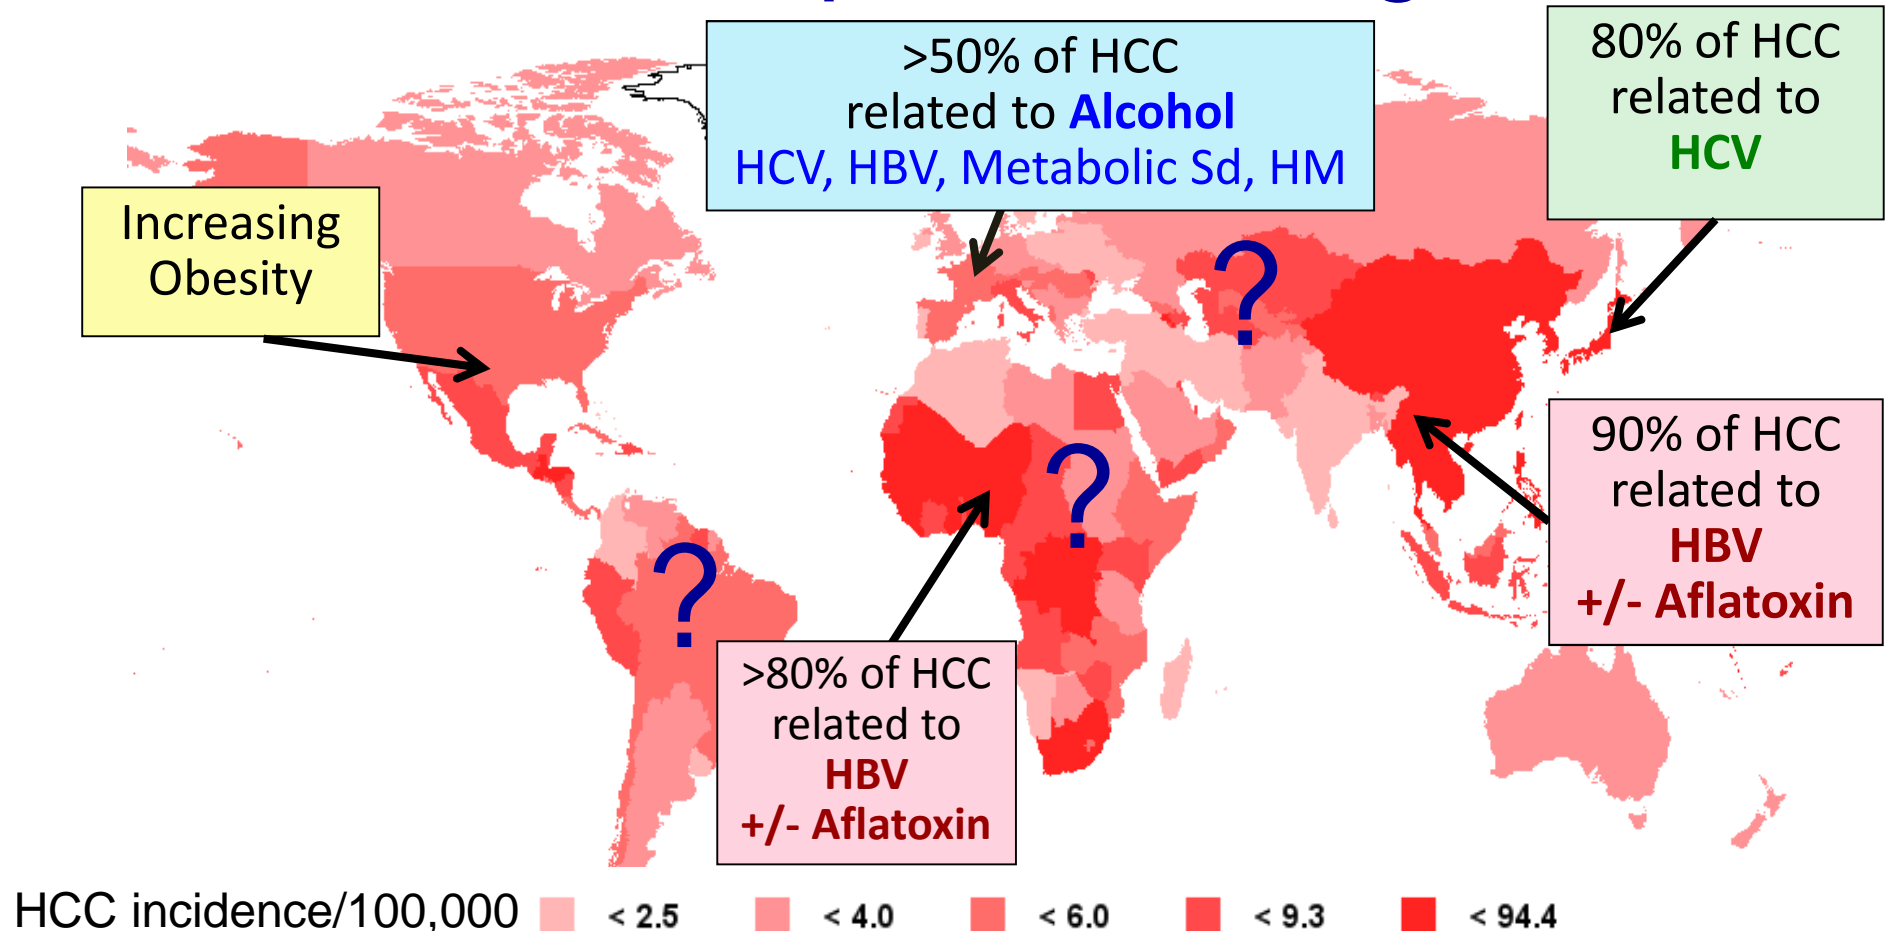 >50% of HCC
related to Alcohol
HCV, HBV, Metabolic Sd, HM
80% of HCC
related to
HCV
Increasing
Obesity
?
?
?
90% of HCC
related to
HBV
+/- Aflatoxin
>80% of HCC
related to
HBV
+/- Aflatoxin
HCC incidence/100,000 < 2.5 < 4.0 < 6.0 < 9.3 < 94.4